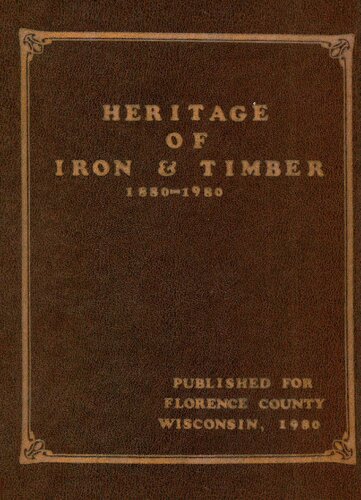 HERITAGE
OF
IRON & TIMBER
1880-1980
PUBLISHED FOR
FLORENCE COUNTY
WISCONSIN, 1980